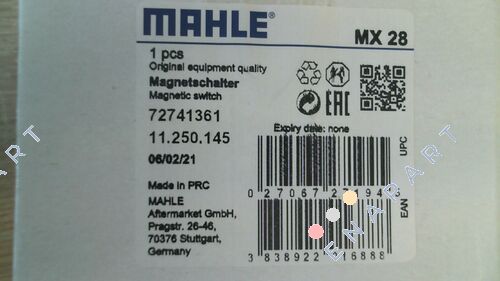 MAHLE®
MX 28
1 pcs
Original equipment quality
Magnetschalter
Magnetic switch
72741361
11.250.145
06/02/21
EAC
Expiry date: none
UPC
Made in PRC
MAHLE
Aftermarket GmbH,
Pragstr. 26-46,
70376 Stuttgart,
Germany
EAN
ENAPART